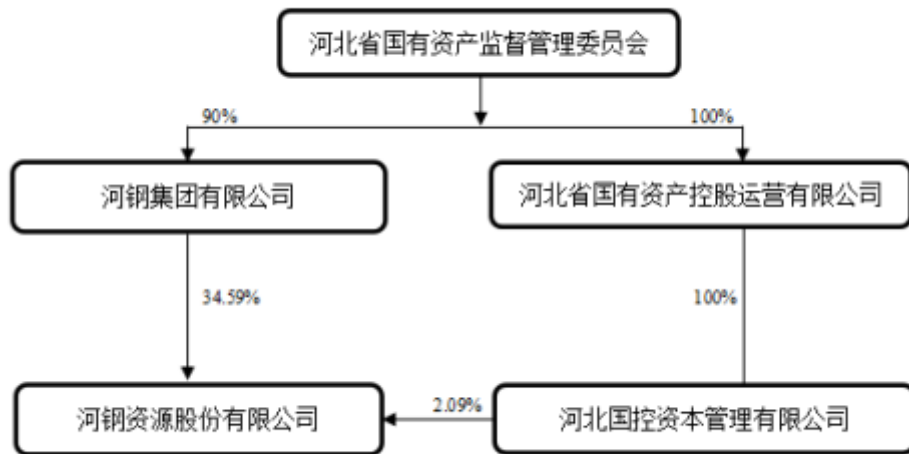 河北省国有资产监督管理委员会
90%
100%
河钢集团有限公司
河北省国有资产控股运营有限公司
34.59%
100%
河钢资源股份有限公司
2.09%
河北国控资本管理有限公司